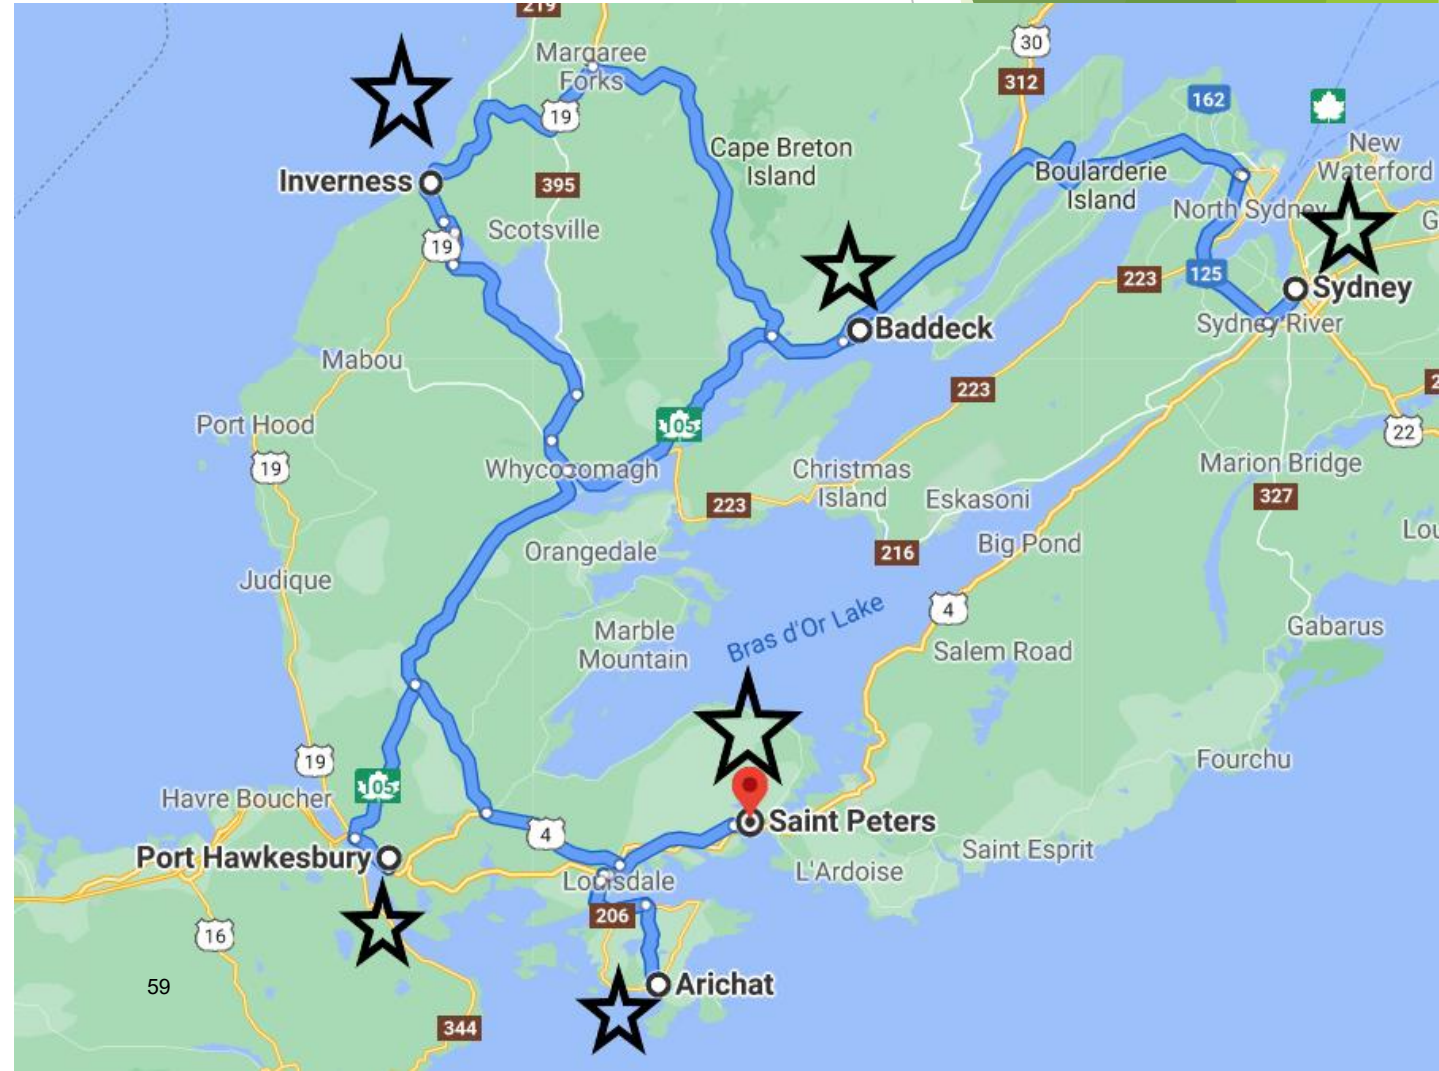 219
Margaree
Forks
30
312
162
19
New
Waterford
Cape Breton
Island
Boularderie
Island
Inverness
395
North Sydney
Scotsville
G
19
223
125
Sydney
Baddeck
Sydney River
Mabou
223
2
Port Hood
105
22
19
Whycocomagh
Christmas
Island
Marion Bridge
223
Eskasoni
327
Lou
Orangedale
216
Big Pond
Judique
4
Bras d'Or Lake
Gabarus
Marble
Mountain
Salem Road
19
Fourchu
105
Havre Boucher
Saint Peters
4
Port Hawkesbury
Saint Esprit
L'Ardoise
Louisdale
206
16
59
Arichat
344